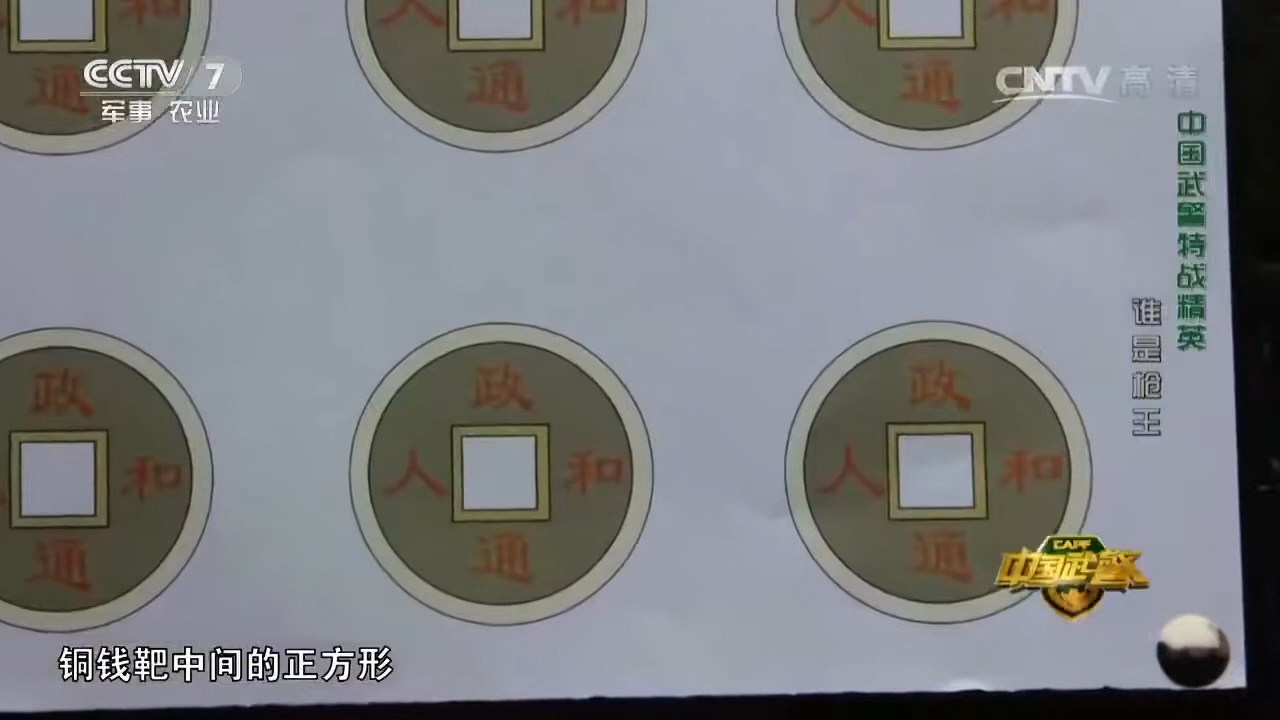 人
和
人
和
通
通
通
CCTV 7
军事 农业
CNTV 高清
中国武警特战精英
谁是枪王
政
和
通
政
人
和
通
政
人
和
通
CAPF
中国武警
铜钱靶中间的正方形